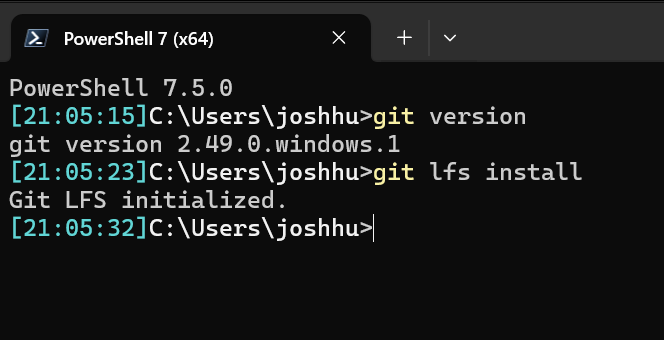 PowerShell 7 (x64)
PowerShell 7.5.0
[21:05:15]C:\Users\joshhu>git version
git version 2.49.0.windows.1
[21:05:23]C:\Users\joshhu>git lfs install
Git LFS initialized.
[21:05:32]C:\Users\joshhu>